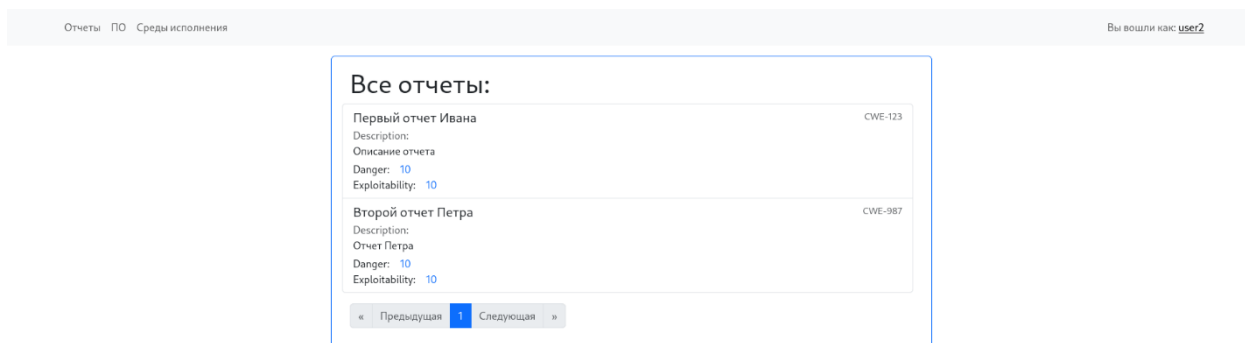 Отчеты ПО Среды исполнения Вы вошли как: user2
Все отчеты:
Первый отчет Ивана CWE-123
Description:
Описание отчета
Danger: 10
Exploitability: 10
Второй отчет Петра CWE-987
Description:
Отчет Петра
Danger: 10
Exploitability: 10
« Предыдущая 1 Следующая »